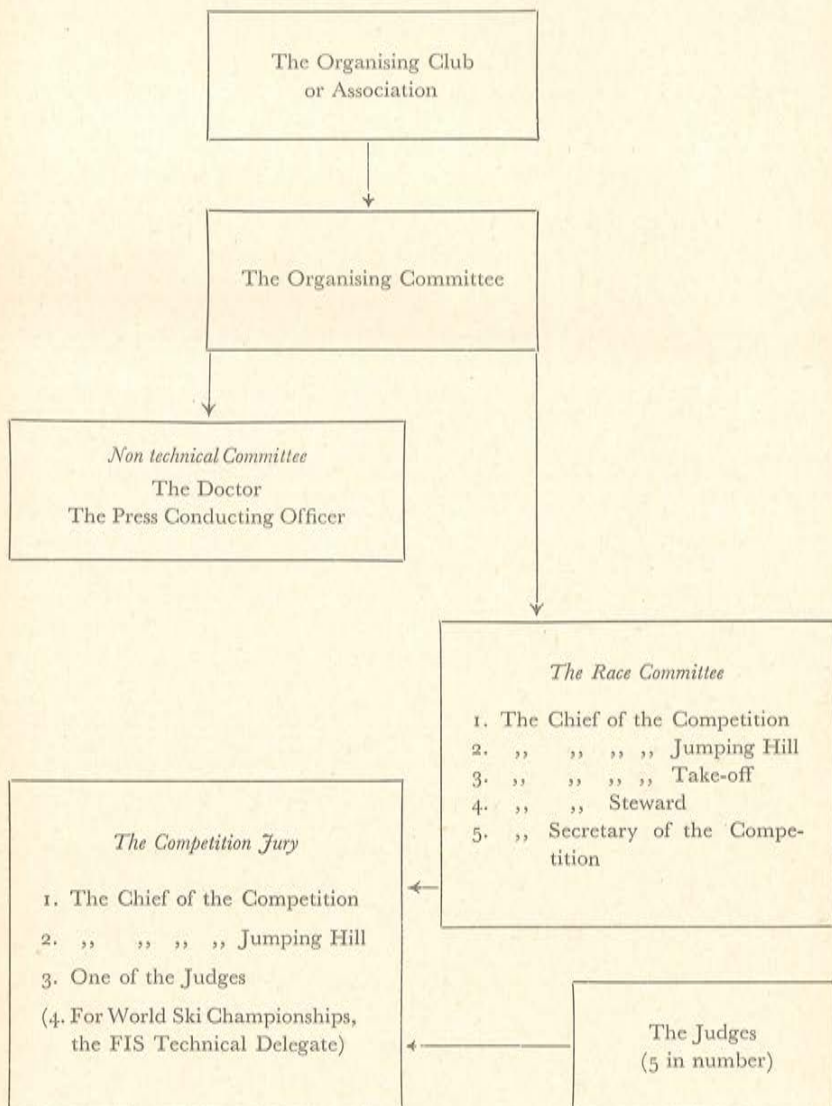 The Organising Club
or Association
The Organising Committee
Non technical Committee
The Doctor
The Press Conducting Officer
The Race Committee
1. The Chief of the Competition
2. ,, ,, ,, ,, Jumping Hill
3. ,, ,, ,, ,, Take-off
4. ,, ,, Steward
5. ,, Secretary of the Compe-
tition
The Competition Jury
1. The Chief of the Competition
2. ,, ,, ,, ,, Jumping Hill
3. One of the Judges
(4. For World Ski Championships,
the FIS Technical Delegate)
The Judges
(5 in number)